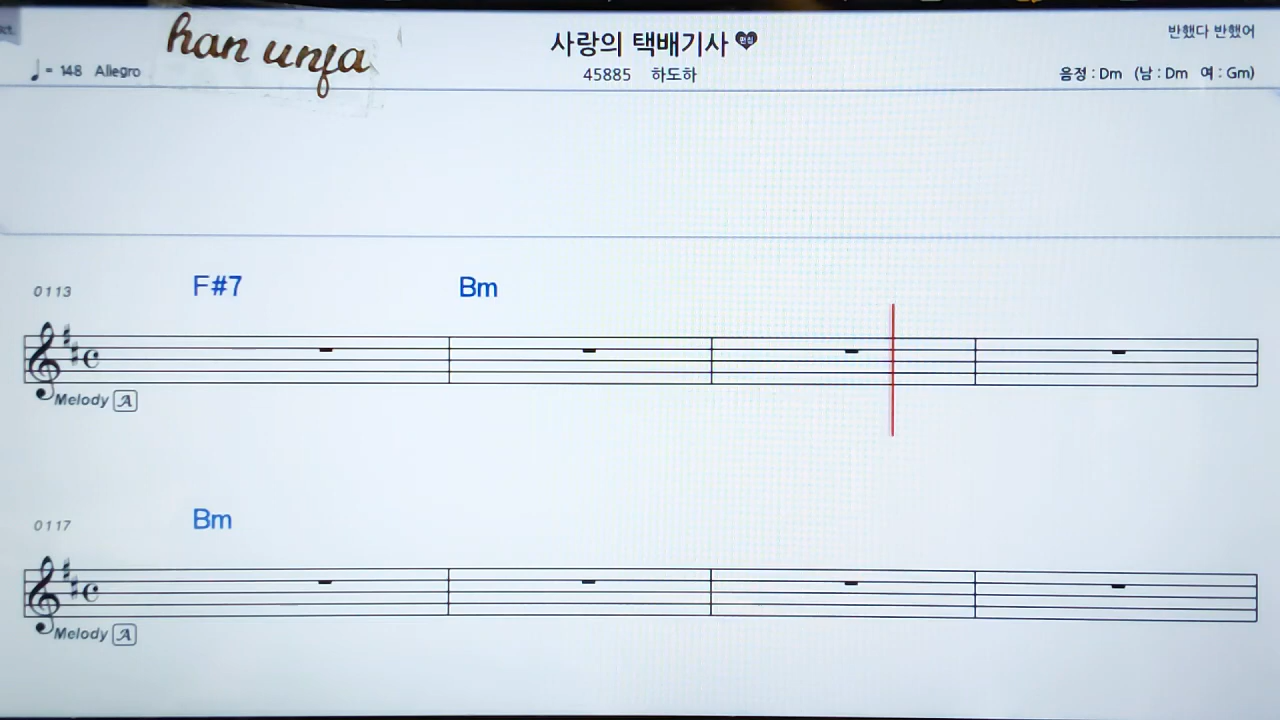 han unfa
사랑의 택배기사
반했다 반했어
♩= 148 Allegro
45885 하도하
음정 : Dm (남 : Dm 여 : Gm)
0113
F#7 Bm
Melody A
0117
Bm
Melody A